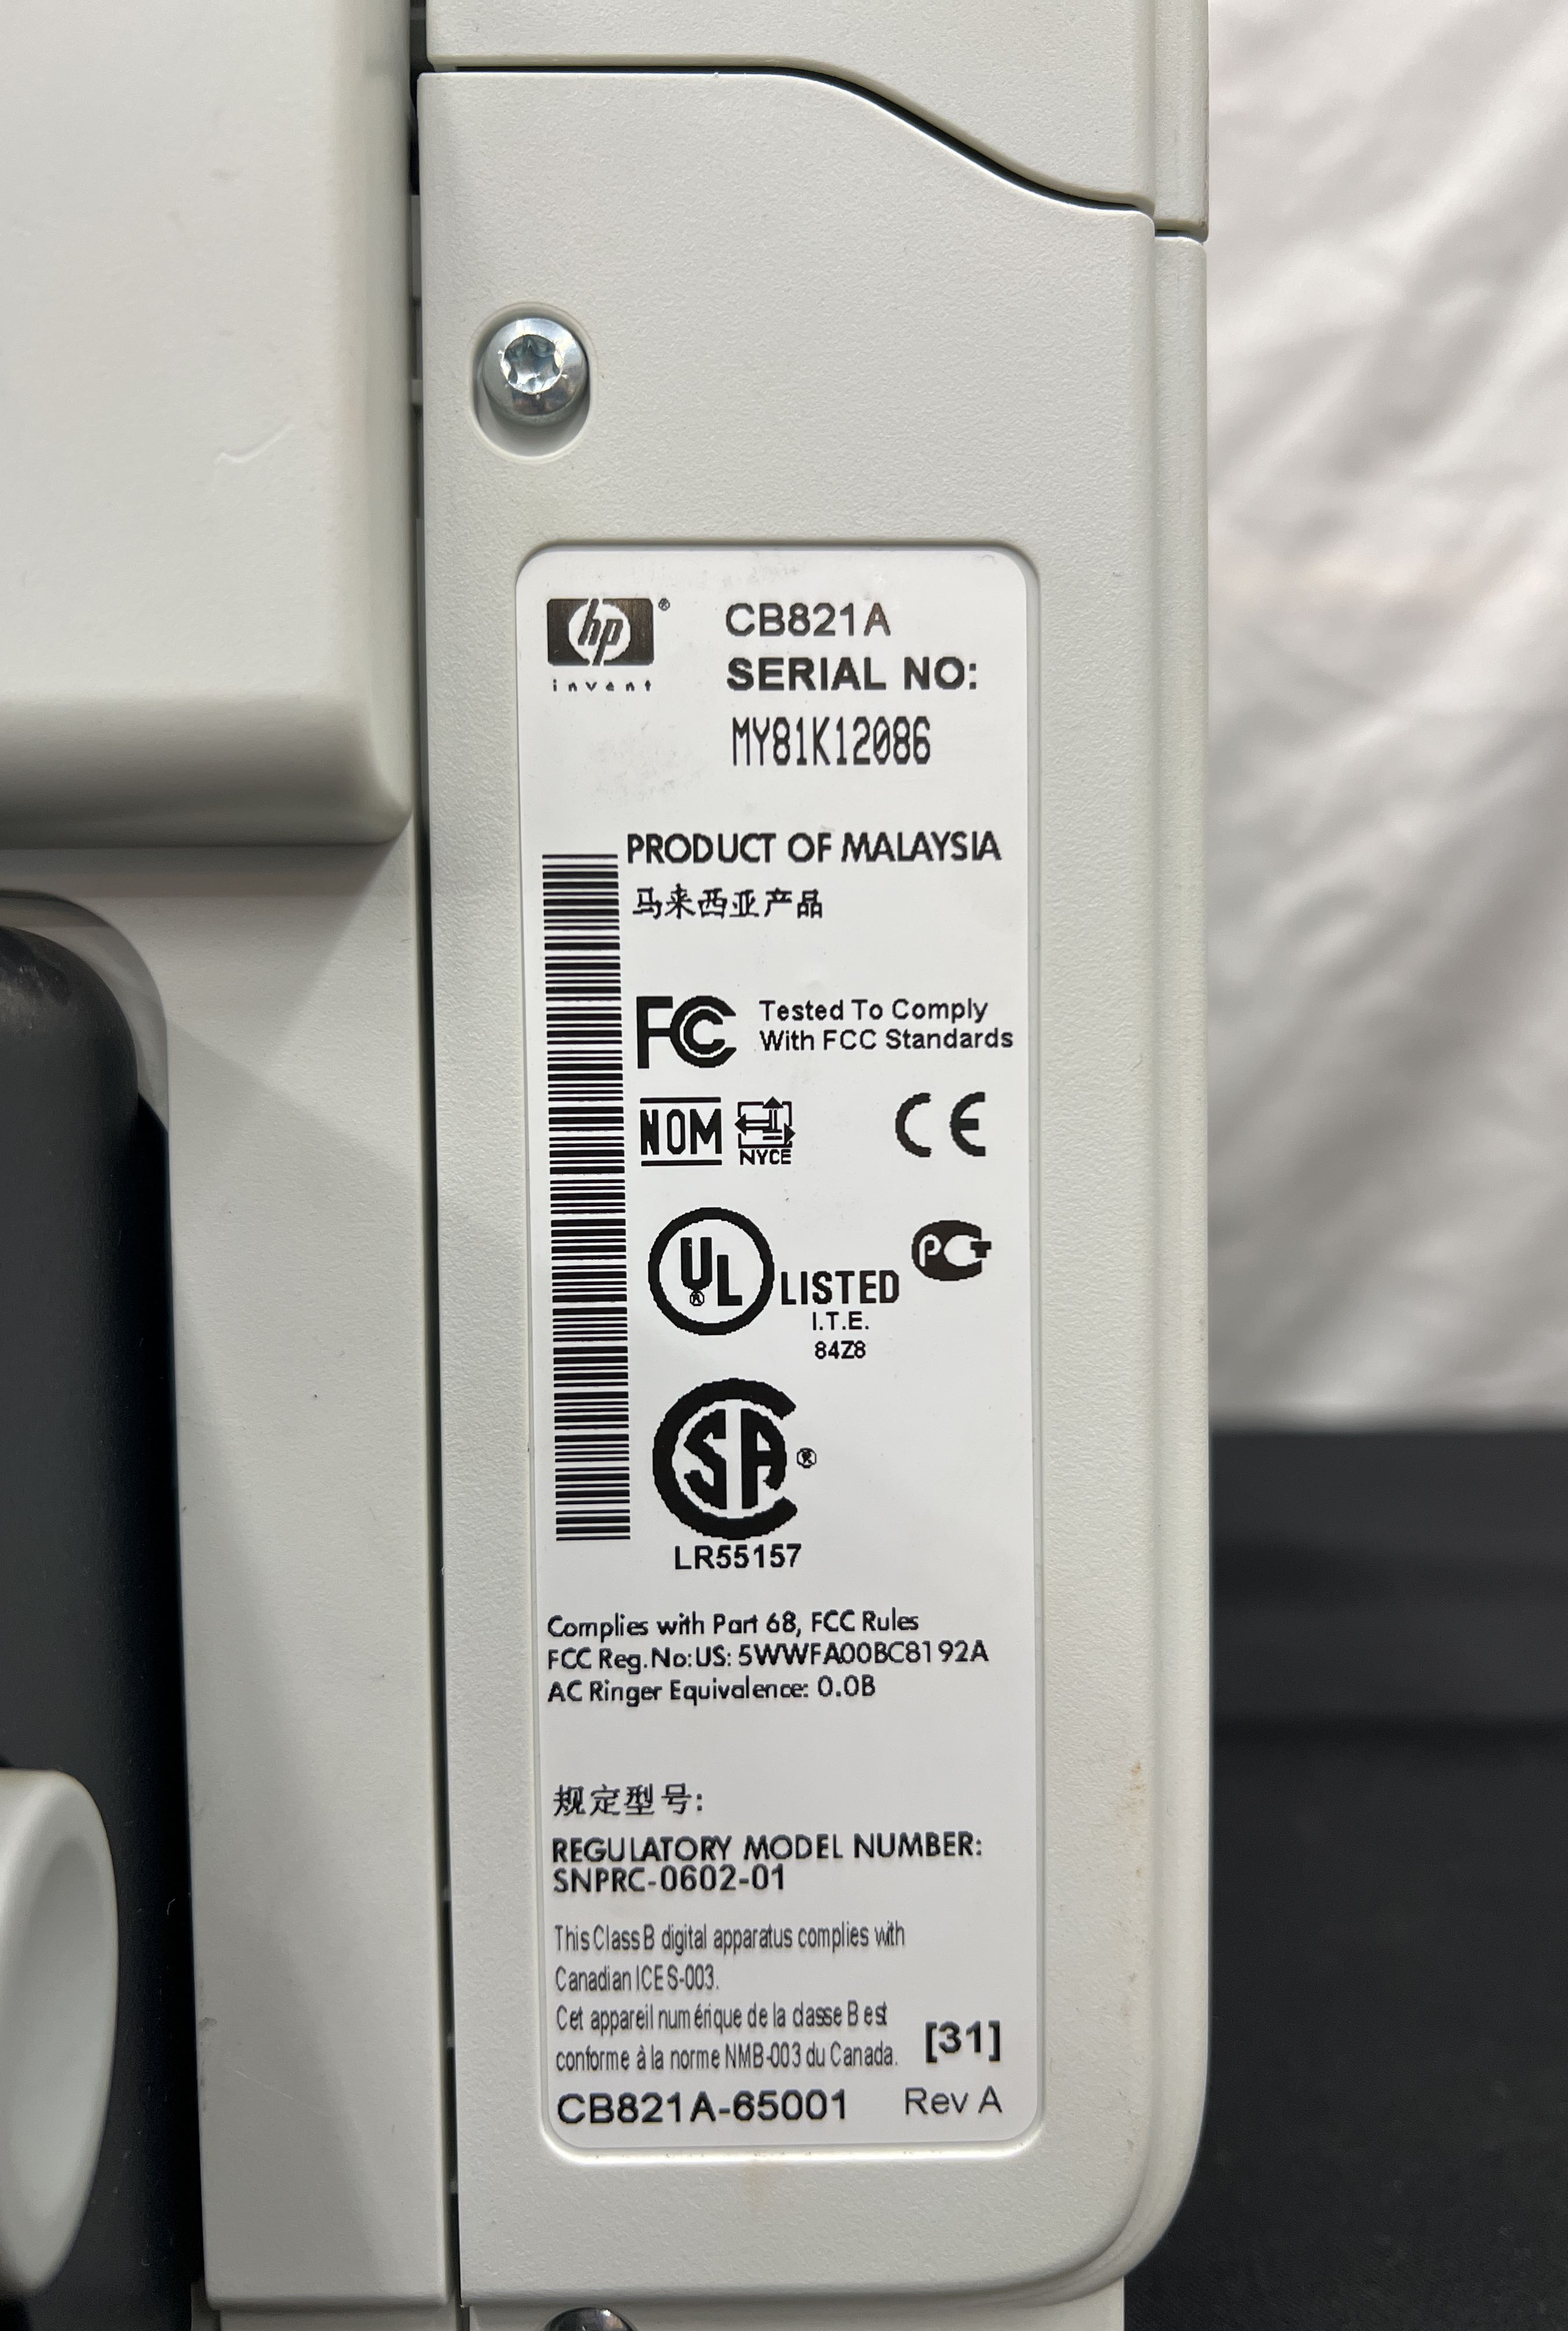 hp®
invent
CB821A
SERIAL NO:
MY81K12086
PRODUCT OF MALAYSIA
马来西亚产品
FC Tested To Comply
With FCC Standards
NOM NYCE CE
UL® LISTED PCT
I.T.E.
84Z8
CSA®
LR55157
Complies with Part 68, FCC Rules
FCC Reg.No:US: 5WWFA00BC8192A
AC Ringer Equivalence: 0.0B
规定型号:
REGULATORY MODEL NUMBER:
SNPRC-0602-01
This Class B digital apparatus complies with
Canadian ICES-003.
Cet appareil numérique de la classe B est
conforme à la norme NMB-003 du Canada. [31]
CB821A-65001 Rev A